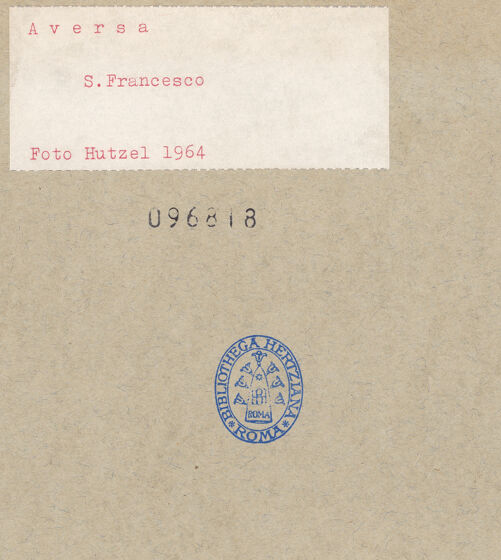 A v e r s a
S.Francesco
Foto Hutzel 1964
096818
BIBLIOTHECA HERTZIANA
ROMA
* ROMA *